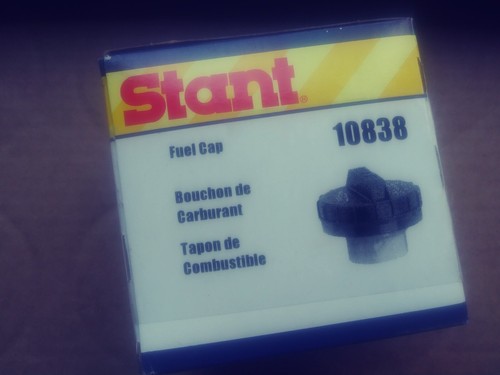 Stant
10838
Fuel Cap
Bouchon de
Carburant
Tapon de
Combustible